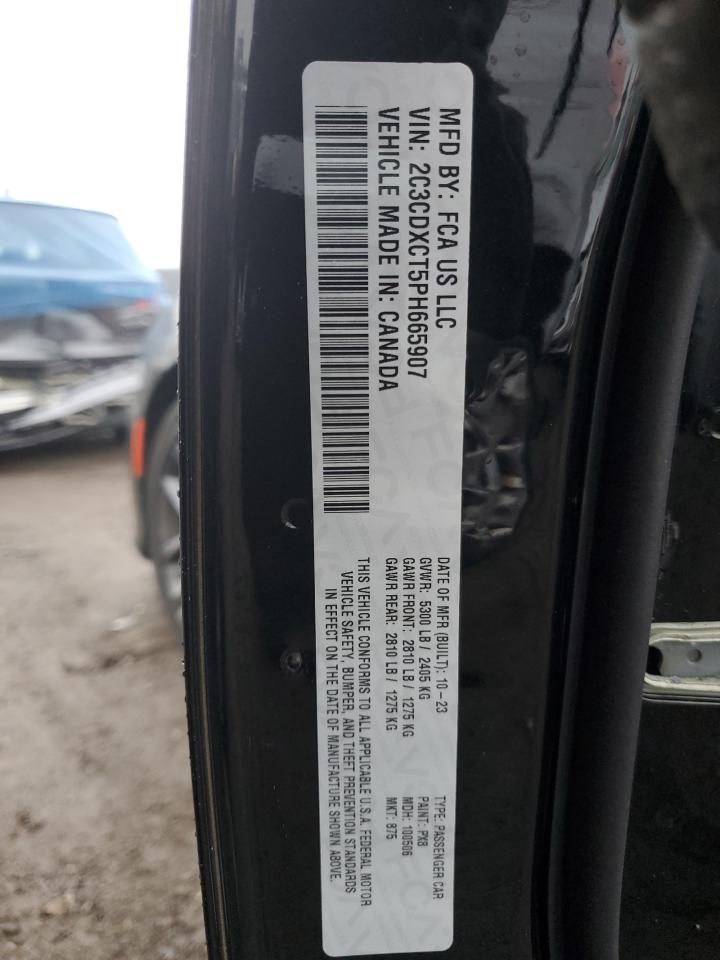 MFD BY: FCA US LLC
VIN: 2C3CDXCT5PH665907
VEHICLE MADE IN: CANADA
DATE OF MFR (BUILT): 10-23
GVWR: 5300 LB / 2405 KG
GAWR FRONT: 2810 LB / 1275 KG
GAWR REAR: 2810 LB / 1275 KG
THIS VEHICLE CONFORMS TO ALL APPLICABLE U.S.A. FEDERAL MOTOR
VEHICLE SAFETY, BUMPER, AND THEFT PREVENTION STANDARDS
IN EFFECT ON THE DATE OF MANUFACTURE SHOWN ABOVE.
TYPE: PASSENGER CAR
PAINT: PX8
MDH: 100506
MKT: 875